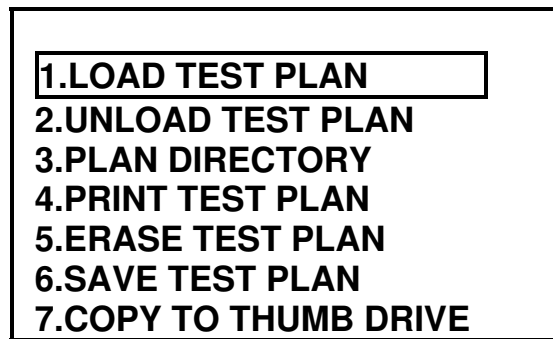 1.LOAD TEST PLAN
2.UNLOAD TEST PLAN
3.PLAN DIRECTORY
4.PRINT TEST PLAN
5.ERASE TEST PLAN
6.SAVE TEST PLAN
7.COPY TO THUMB DRIVE